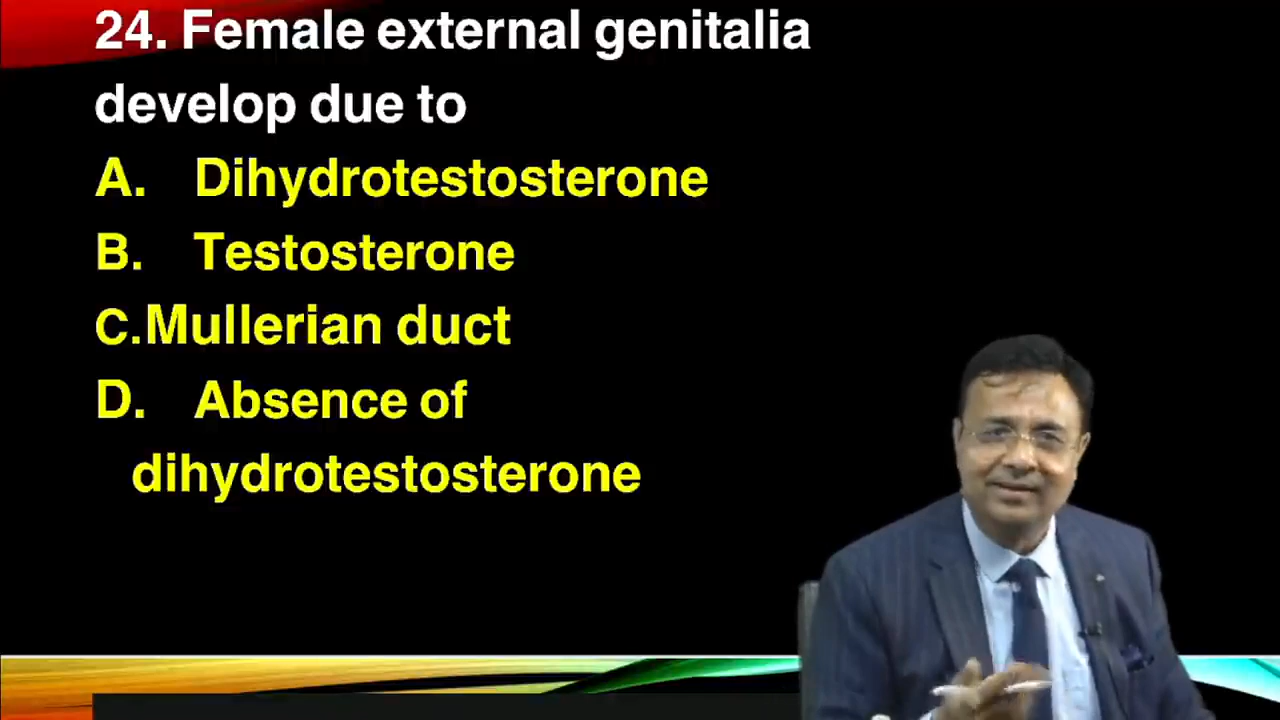 24. Female external genitalia
develop due to
A. Dihydrotestosterone
B. Testosterone
C.Mullerian duct
D. Absence of
dihydrotestosterone